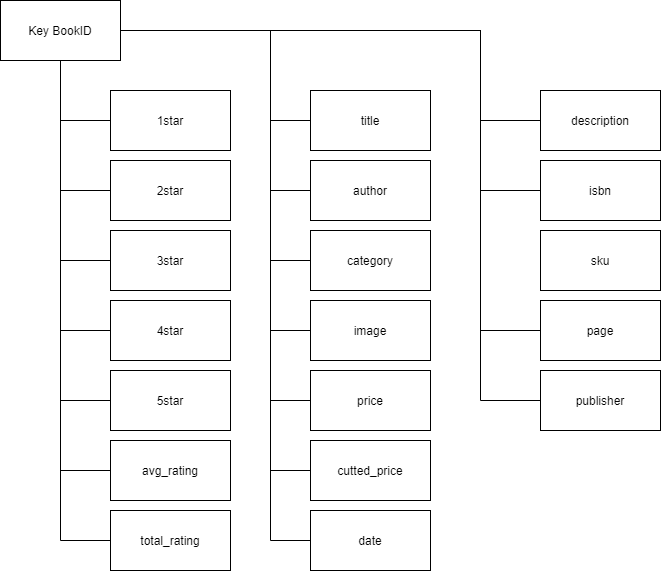 Key BookID
1star
2star
3star
4star
5star
avg_rating
total_rating
title
author
category
image
price
cutted_price
date
description
isbn
sku
page
publisher